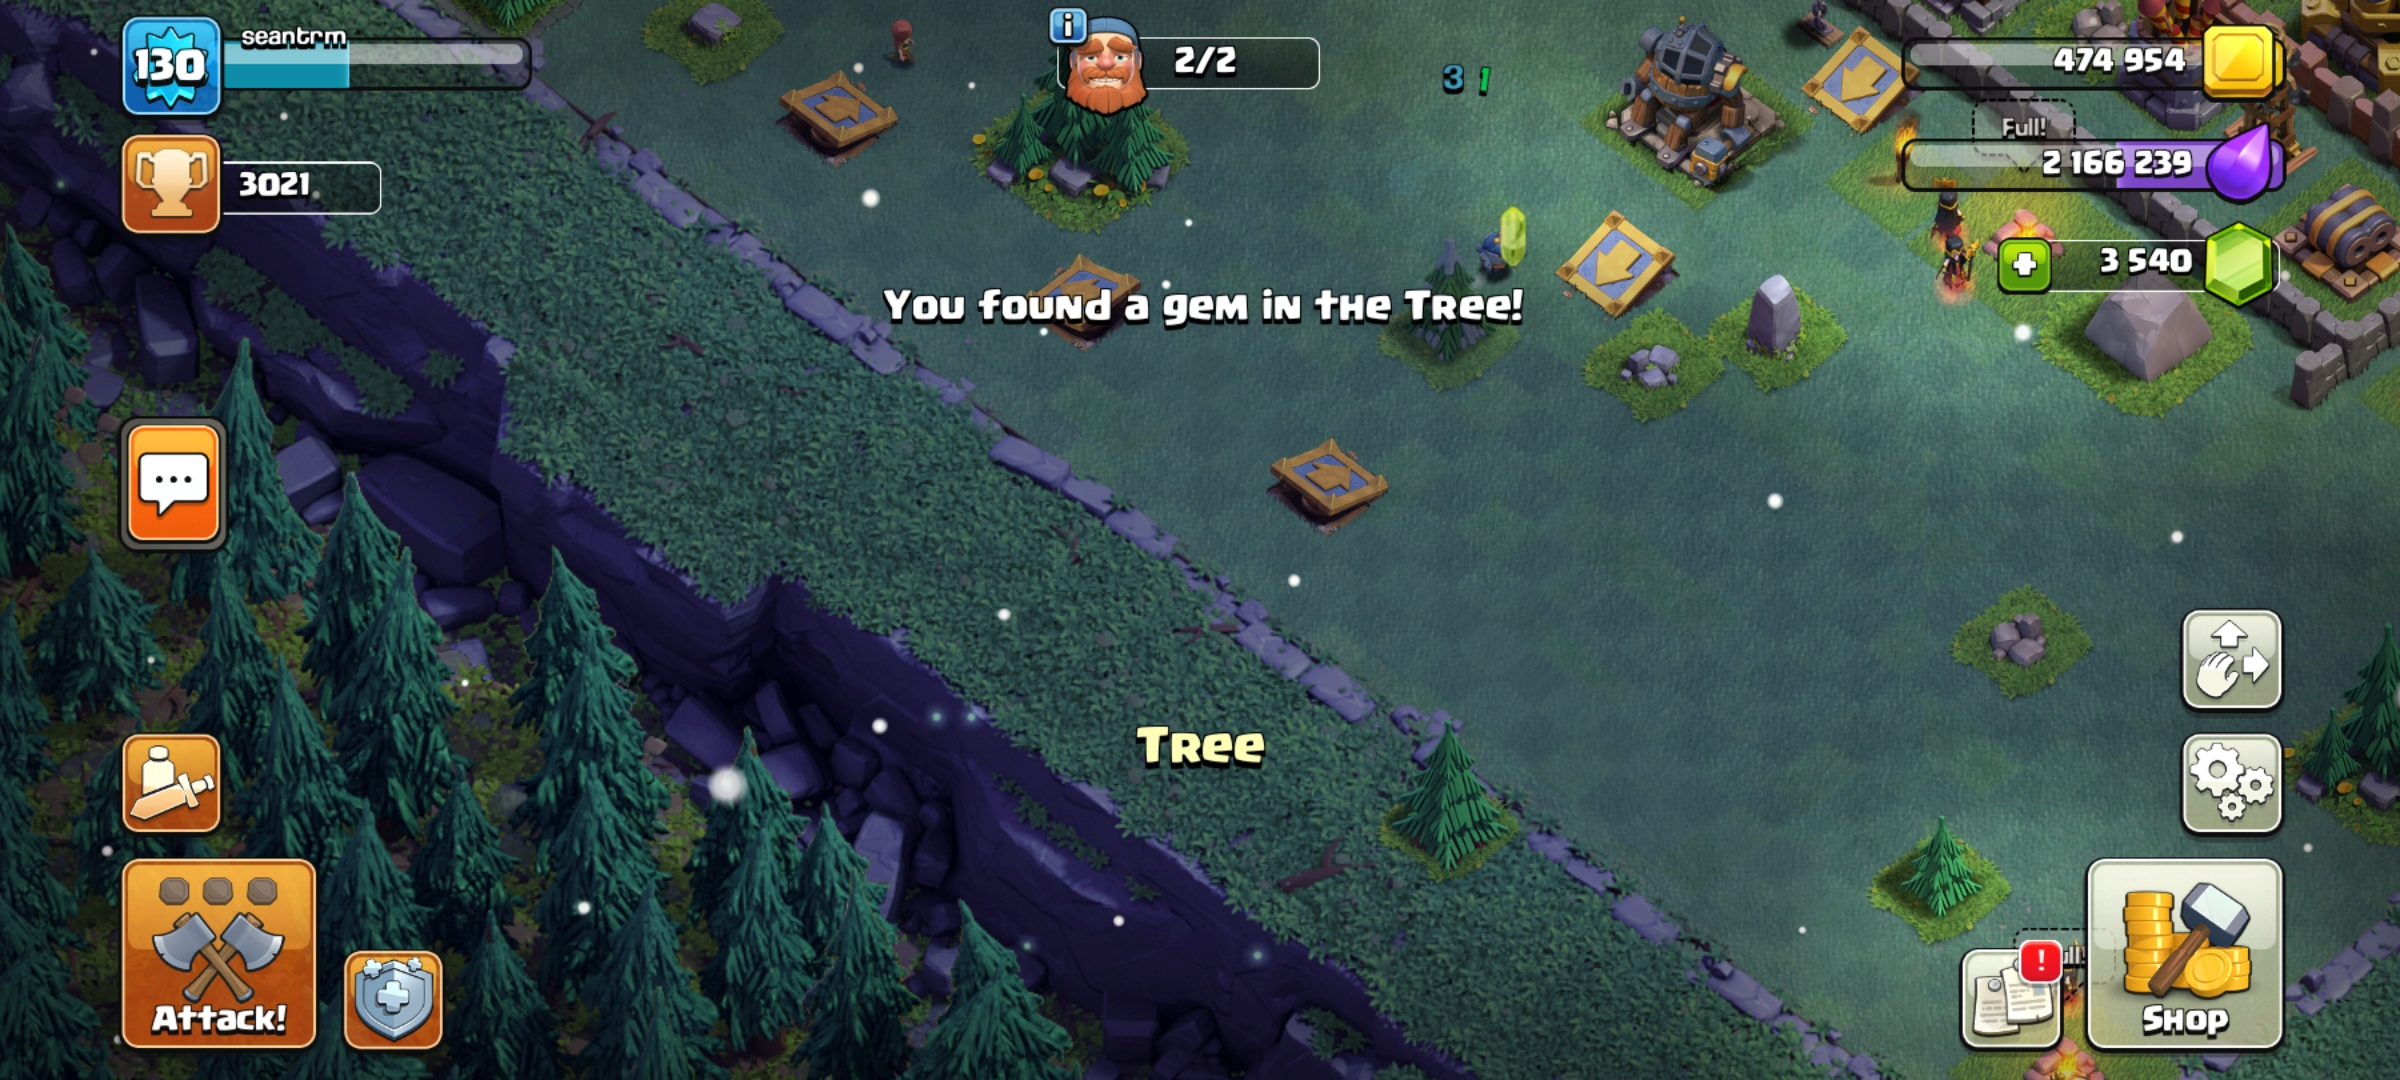 130
seantrm
2/2
3 1
474 954
Full!
2 166 239
3021
3 540
You found a gem in the Tree!
Tree
Attack!
!
Shop